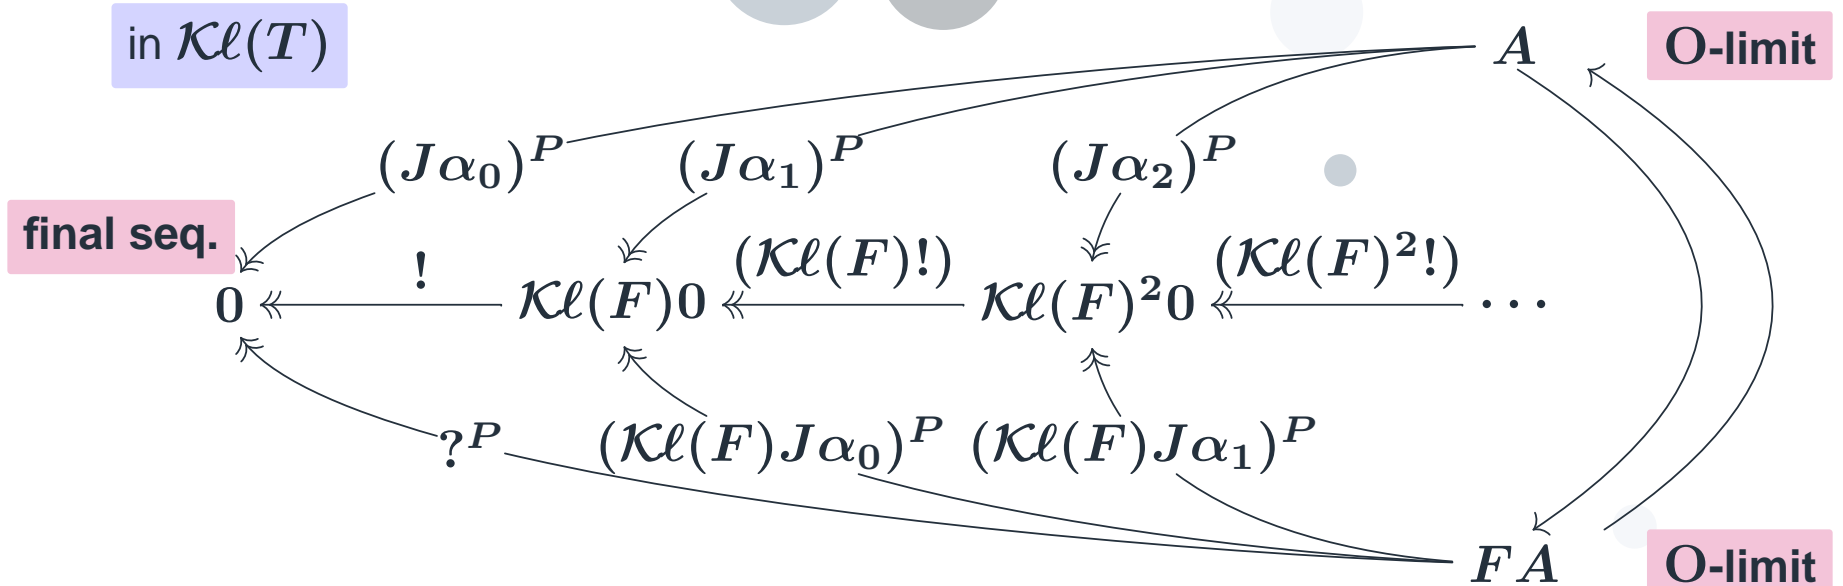 in 𝒦ℓ(T) A O-limit
(Jα₀)ᴾ (Jα₁)ᴾ (Jα₂)ᴾ
final seq. ! (𝒦ℓ(F)!) (𝒦ℓ(F)²!)
0 𝒦ℓ(F)0 𝒦ℓ(F)²0 ⋯
?ᴾ (𝒦ℓ(F)Jα₀)ᴾ (𝒦ℓ(F)Jα₁)ᴾ
FA O-limit